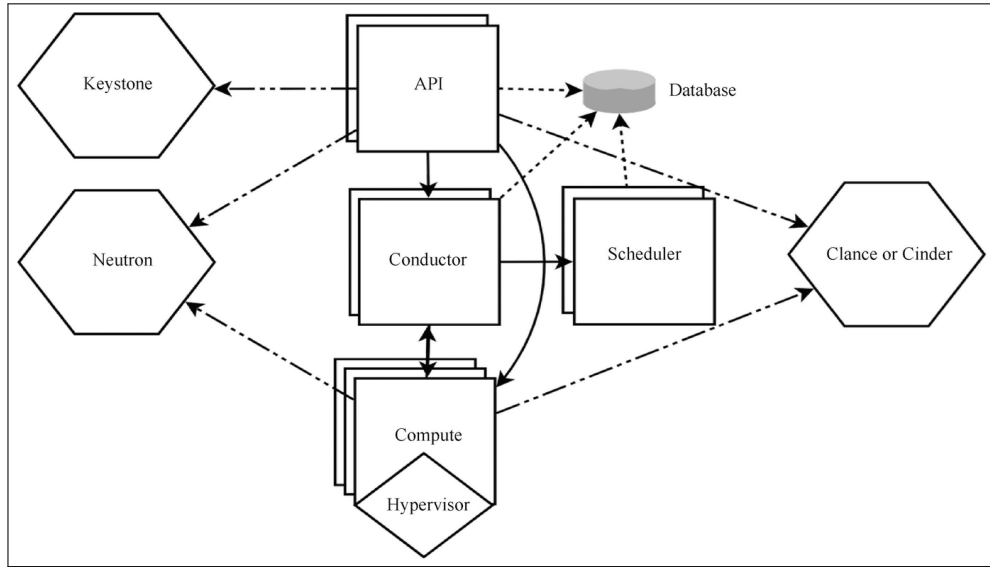 Keystone
API
Database
Neutron
Conductor
Scheduler
Clance or Cinder
Compute
Hypervisor